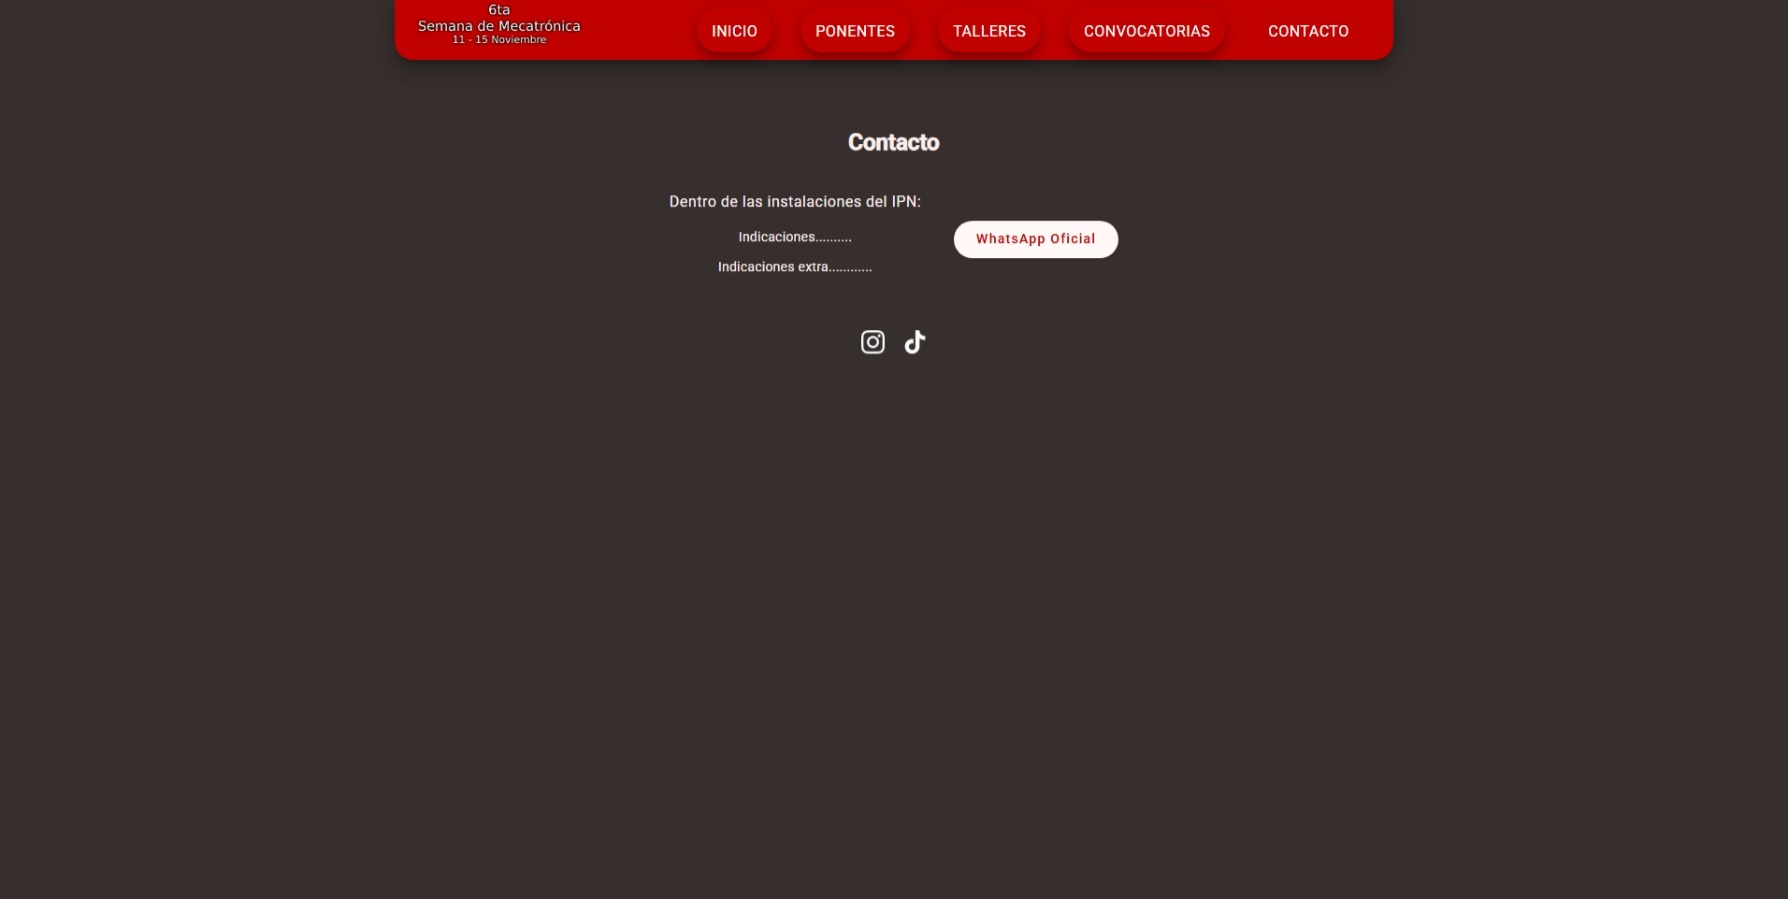 6ta
Semana de Mecatrónica
11 - 15 Noviembre
INICIO PONENTES TALLERES CONVOCATORIAS CONTACTO
Contacto
Dentro de las instalaciones del IPN:
Indicaciones..........
Indicaciones extra............
WhatsApp Oficial